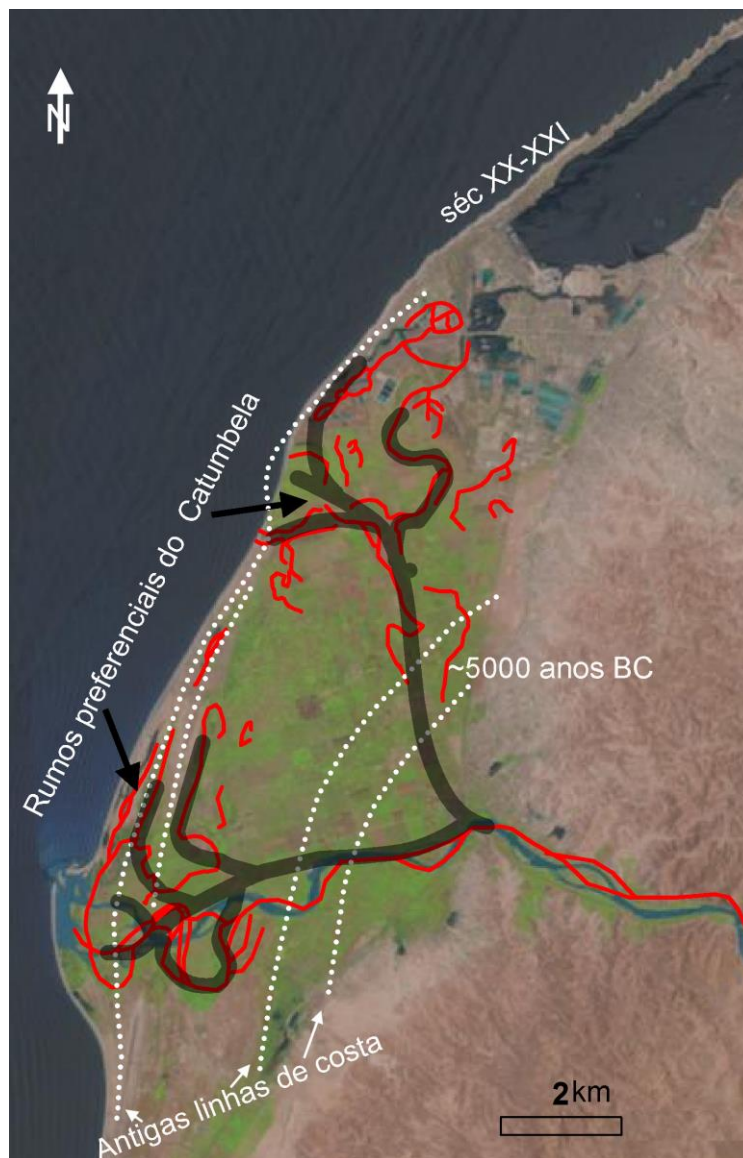 N
séc XX-XXI
Rumos preferenciais do Catumbela
~5000 anos BC
Antigas linhas de costa
2km